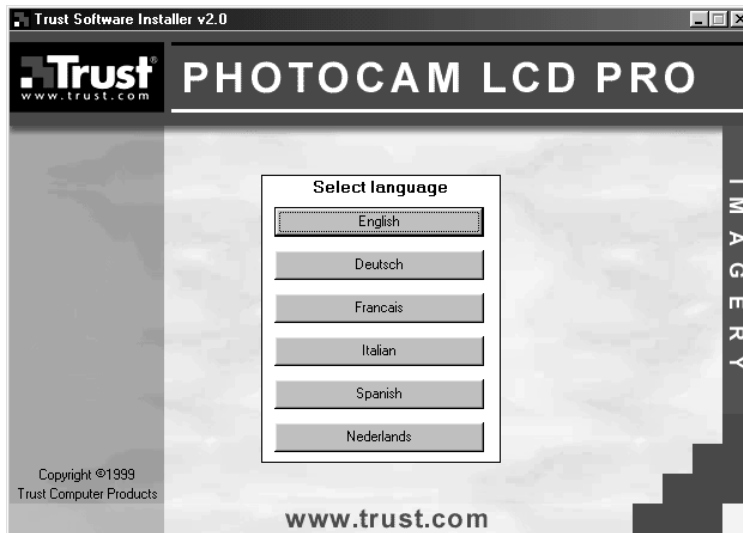 Trust Software Installer v2.0
Trust
www.trust.com
PHOTOCAM LCD PRO
Select language
English
Deutsch
Francais
Italian
Spanish
Nederlands
IMAGERY
Copyright ©1999
Trust Computer Products
www.trust.com